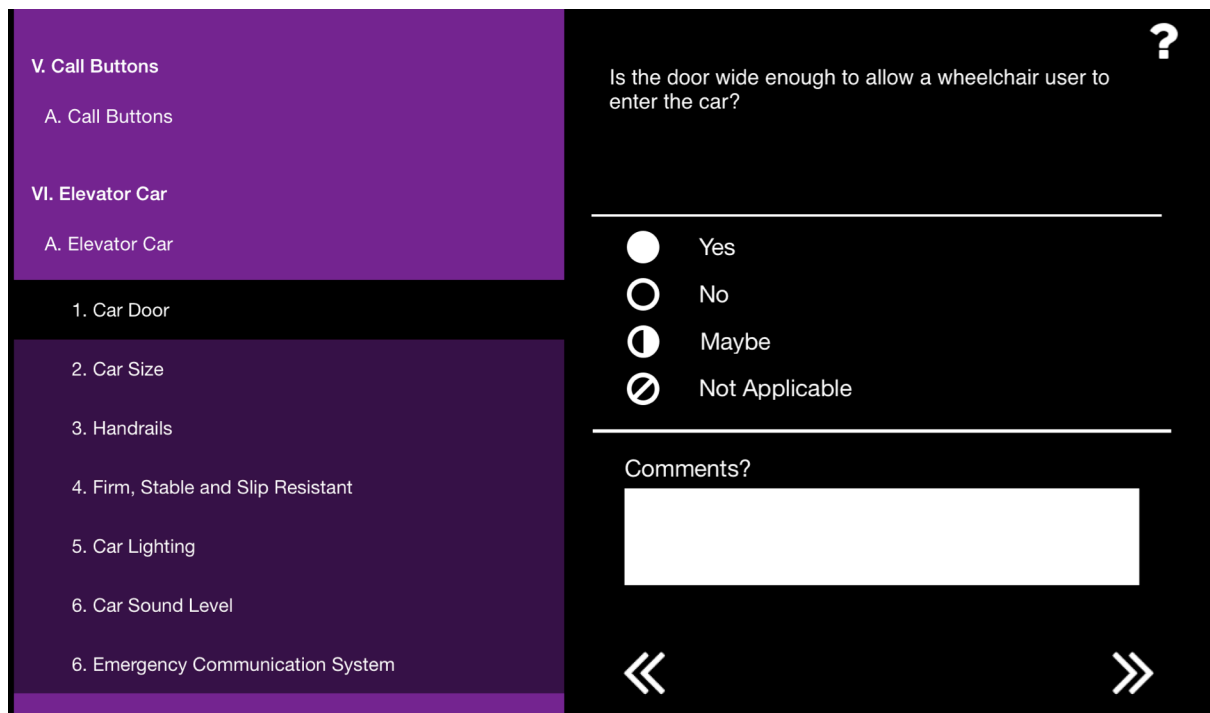 V. Call Buttons
A. Call Buttons
VI. Elevator Car
A. Elevator Car
1. Car Door
2. Car Size
3. Handrails
4. Firm, Stable and Slip Resistant
5. Car Lighting
6. Car Sound Level
6. Emergency Communication System
?
Is the door wide enough to allow a wheelchair user to
enter the car?
Yes
No
Maybe
Not Applicable
Comments?